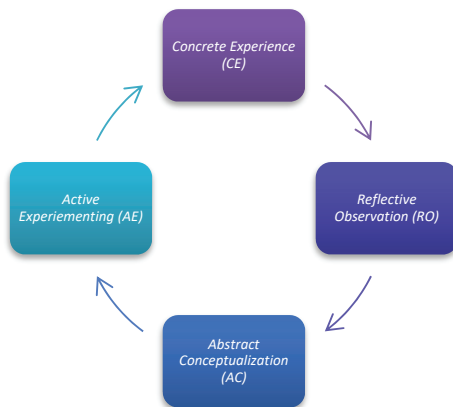 Concrete Experience
(CE)
Reflective
Observation (RO)
Abstract
Conceptualization
(AC)
Active
Experiementing (AE)